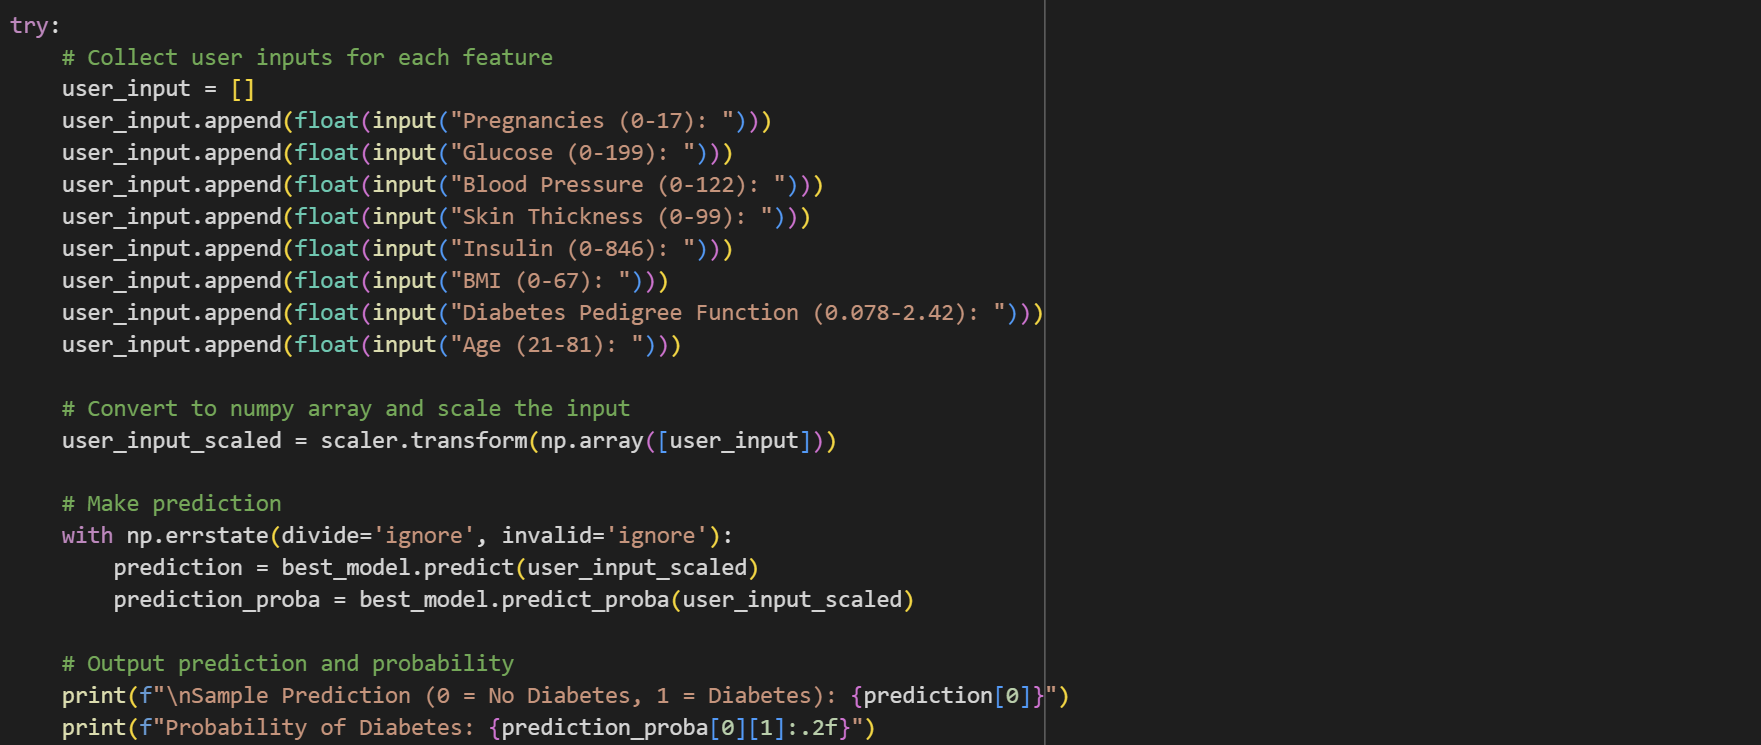 try:
    # Collect user inputs for each feature
    user_input = []
    user_input.append(float(input("Pregnancies (0-17): ")))
    user_input.append(float(input("Glucose (0-199): ")))
    user_input.append(float(input("Blood Pressure (0-122): ")))
    user_input.append(float(input("Skin Thickness (0-99): ")))
    user_input.append(float(input("Insulin (0-846): ")))
    user_input.append(float(input("BMI (0-67): ")))
    user_input.append(float(input("Diabetes Pedigree Function (0.078-2.42): ")))
    user_input.append(float(input("Age (21-81): ")))

    # Convert to numpy array and scale the input
    user_input_scaled = scaler.transform(np.array([user_input]))

    # Make prediction
    with np.errstate(divide='ignore', invalid='ignore'):
        prediction = best_model.predict(user_input_scaled)
        prediction_proba = best_model.predict_proba(user_input_scaled)

    # Output prediction and probability
    print(f"\nSample Prediction (0 = No Diabetes, 1 = Diabetes): {prediction[0]}")
    print(f"Probability of Diabetes: {prediction_proba[0][1]:.2f}")